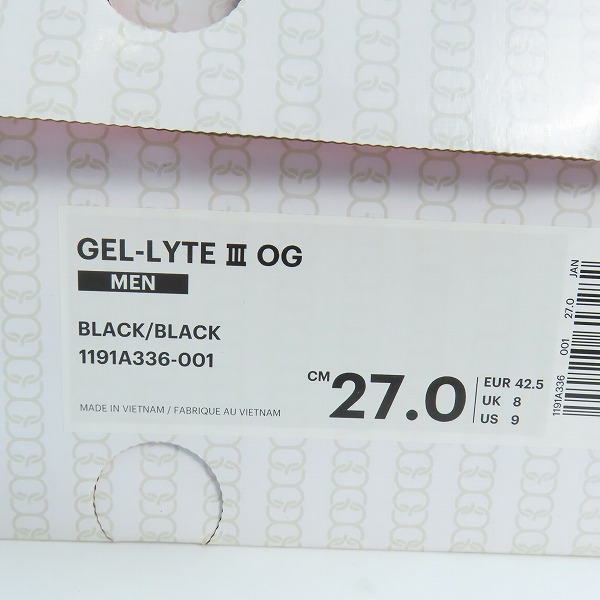 GEL-LYTE III OG
MEN
BLACK/BLACK
1191A336-001
MADE IN VIETNAM / FABRIQUE AU VIETNAM
CM 27.0
EUR 42.5
UK 8
US 9
1191A336 001 27.0 JAN